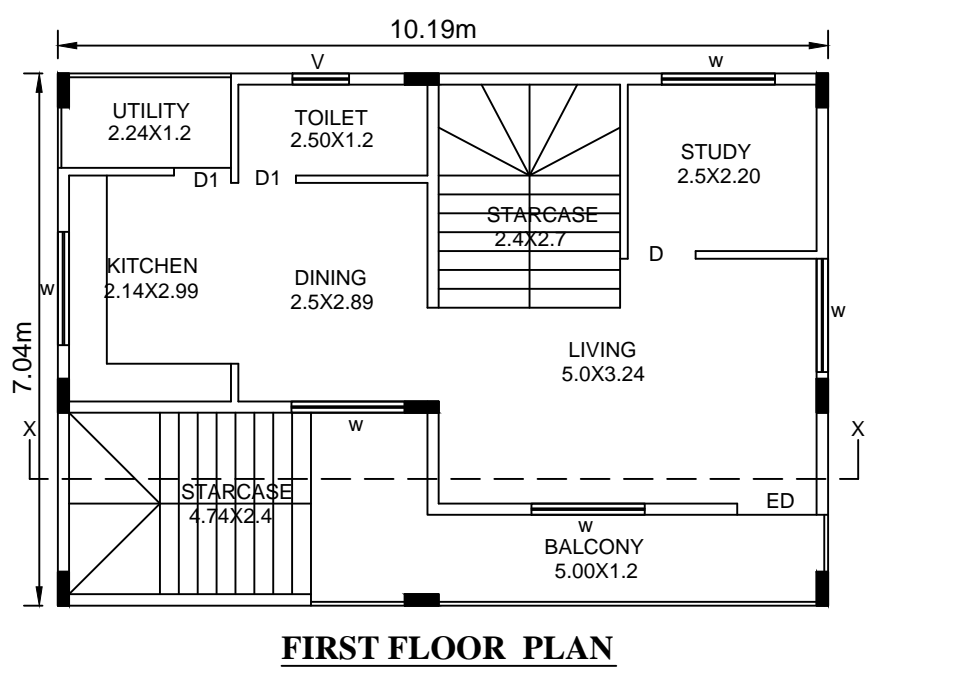 10.19m
V
w
UTILITY
2.24X1.2
TOILET
2.50X1.2
STUDY
2.5X2.20
D1
D1
STARCASE
2.4X2.7
D
KITCHEN
2.14X2.99
DINING
2.5X2.89
w
w
7.04m
LIVING
5.0X3.24
w
X
X
STARCASE
4.74X2.4
ED
w
BALCONY
5.00X1.2
FIRST FLOOR PLAN